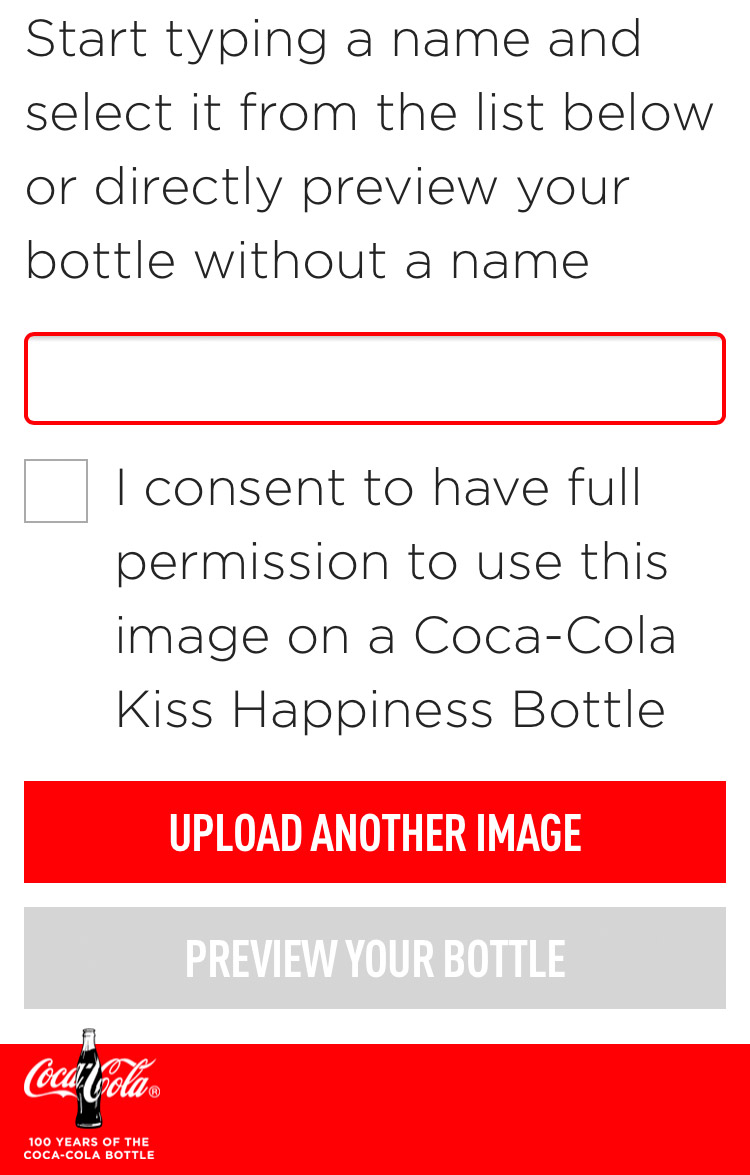 Start typing a name and
select it from the list below
or directly preview your
bottle without a name
I consent to have full
permission to use this
image on a Coca-Cola
Kiss Happiness Bottle
UPLOAD ANOTHER IMAGE
PREVIEW YOUR BOTTLE
Coca-Cola®
100 YEARS OF THE
COCA-COLA BOTTLE